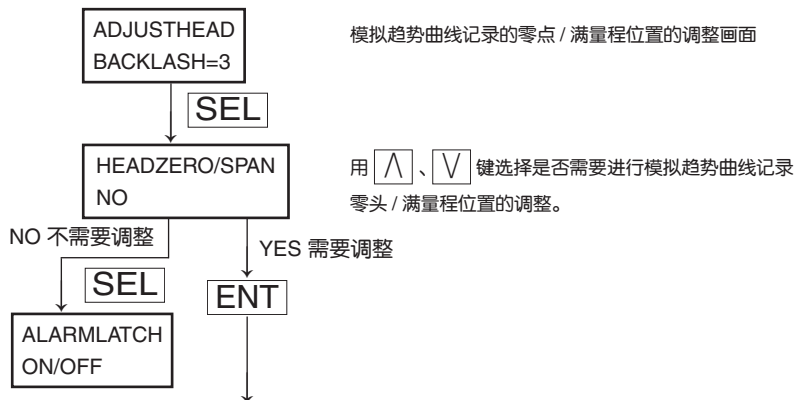 ADJUSTHEAD
BACKLASH=3
模拟趋势曲线记录的零点 / 满量程位置的调整画面
SEL
HEADZERO/SPAN
NO
用 ⋀ 、 ⋁ 键选择是否需要进行模拟趋势曲线记录
零头 / 满量程位置的调整。
NO 不需要调整
YES 需要调整
SEL
ENT
ALARMLATCH
ON/OFF